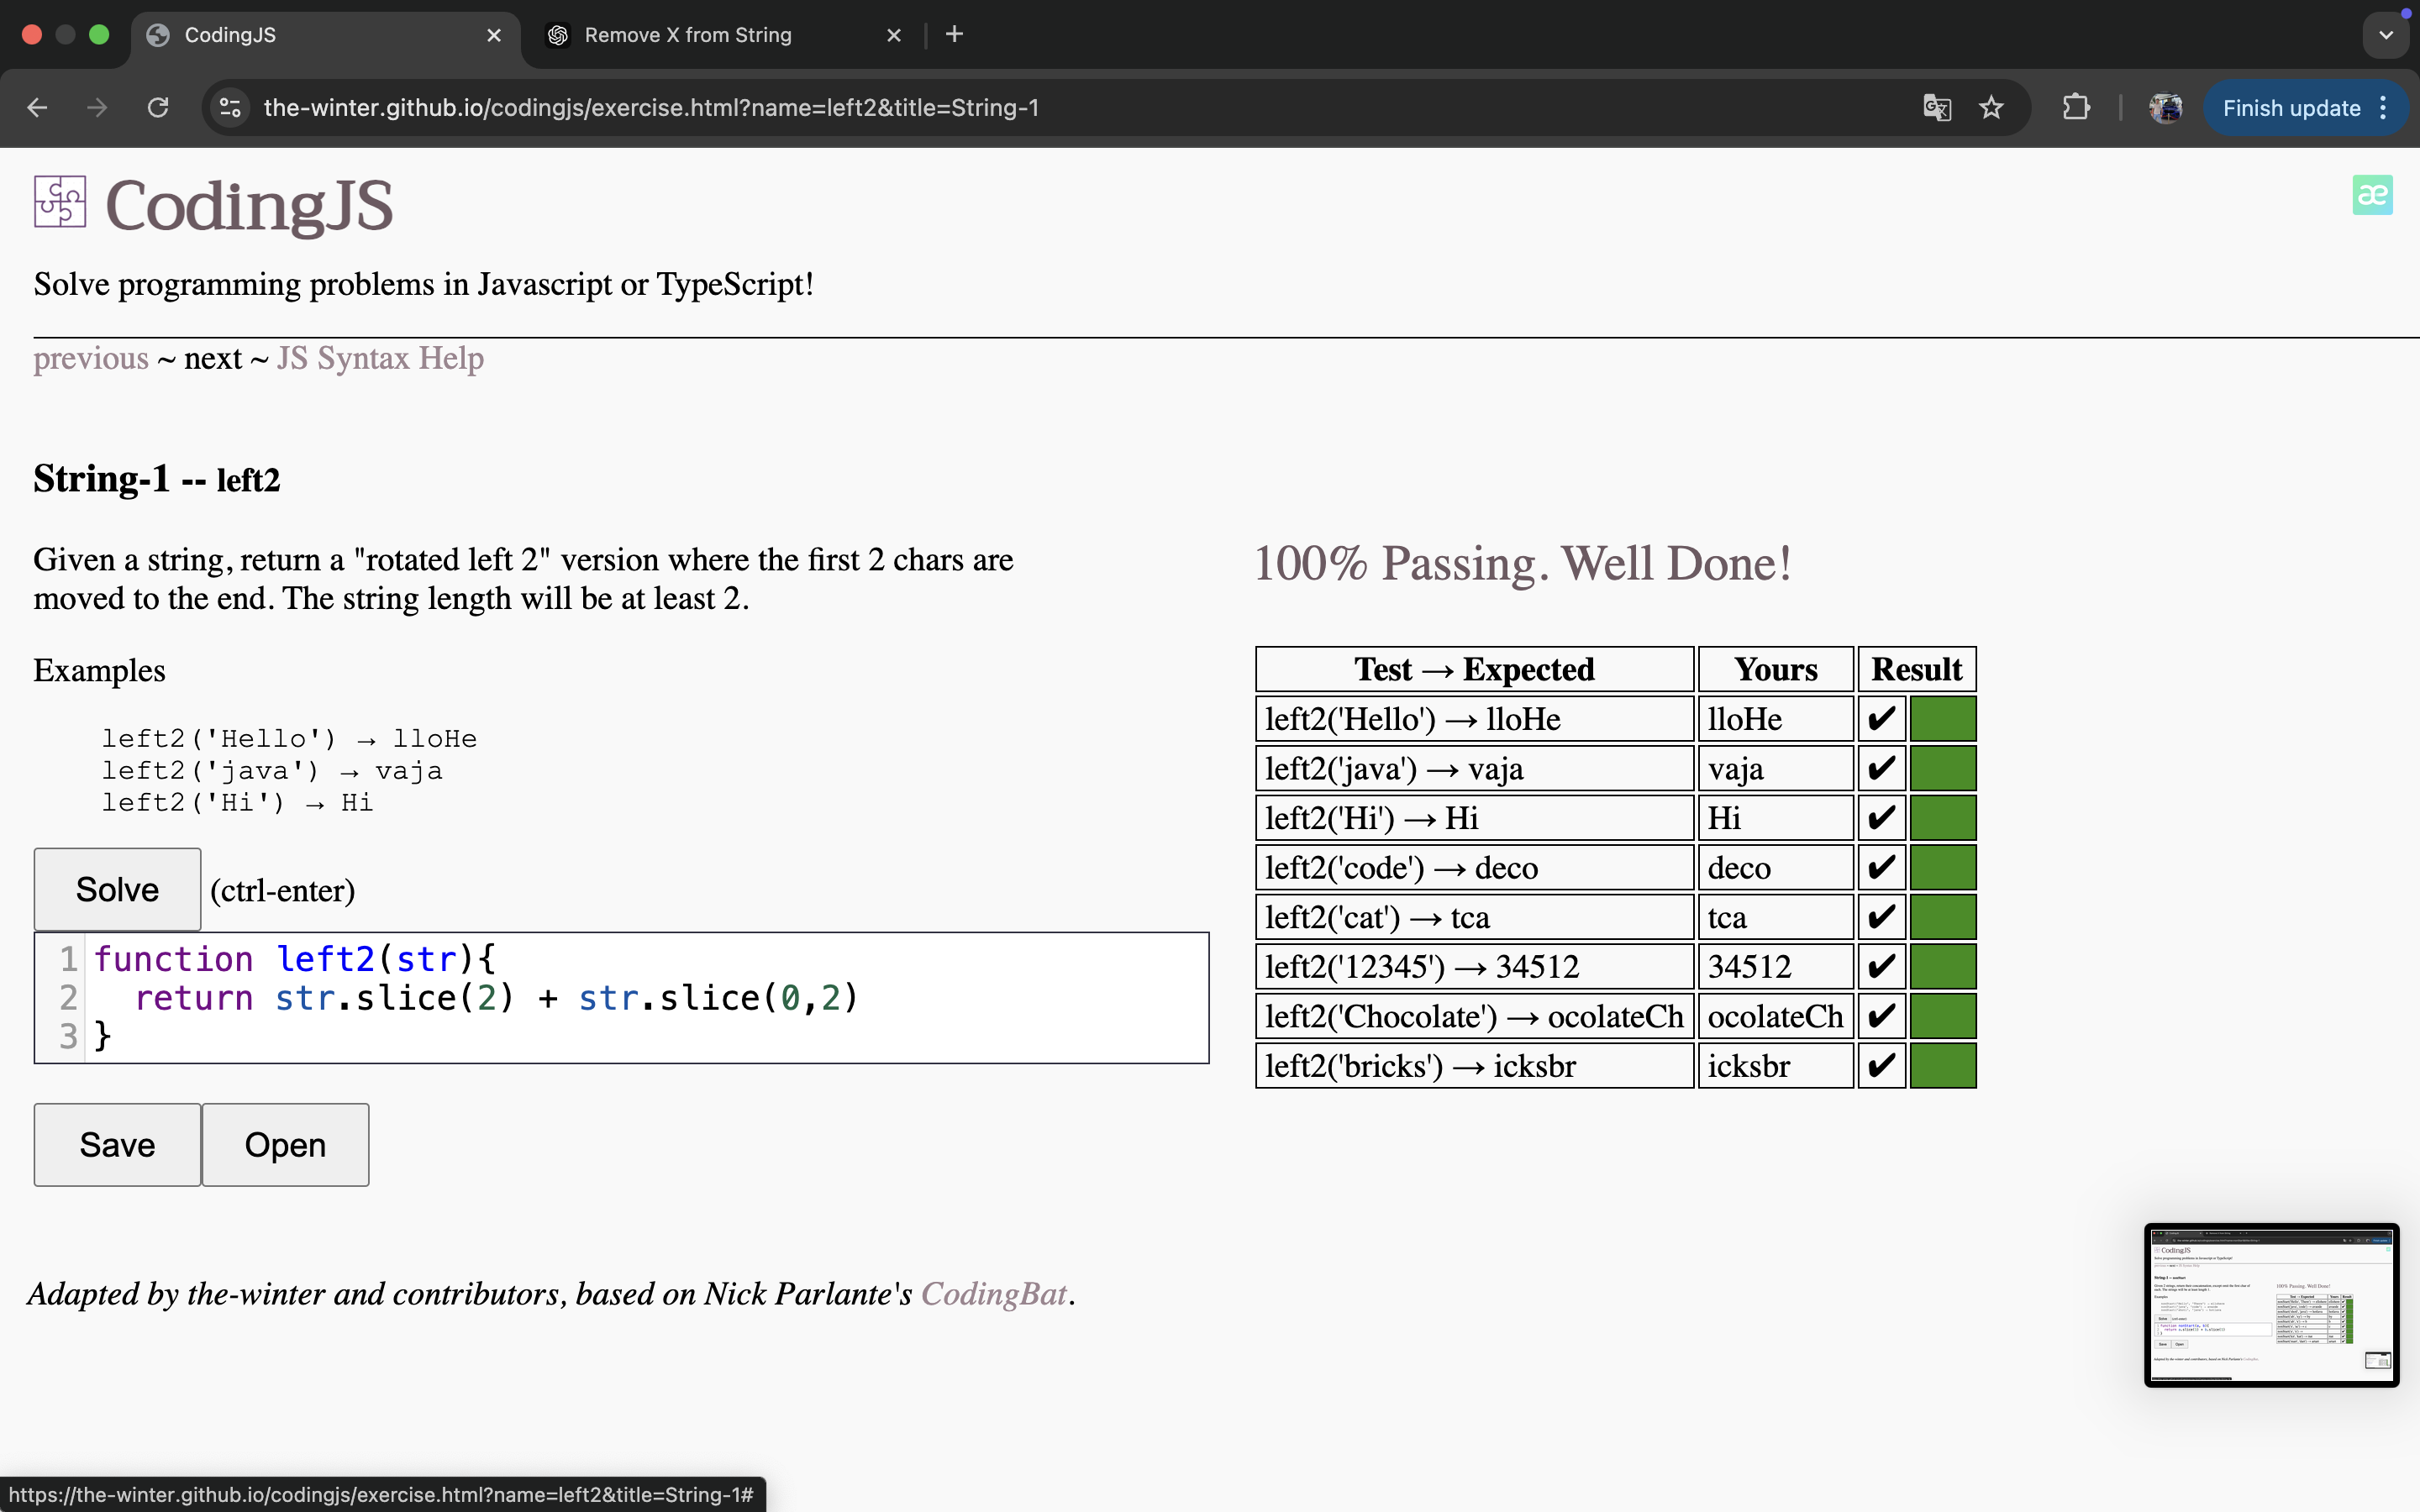 CodingJS
Remove X from String
the-winter.github.io/codingjs/exercise.html?name=left2&title=String-1
Finish update
CodingJS
æ
Solve programming problems in Javascript or TypeScript!
previous ~ next ~ JS Syntax Help
String-1 -- left2
Given a string, return a "rotated left 2" version where the first 2 chars are
moved to the end. The string length will be at least 2.
Examples
left2('Hello') → lloHe
left2('java') → vaja
left2('Hi') → Hi
Solve (ctrl-enter)
1 function left2(str){
2 return str.slice(2) + str.slice(0,2)
3 }
Save Open
100% Passing. Well Done!
Test → Expected Yours Result
left2('Hello') → lloHe lloHe ✔
left2('java') → vaja vaja ✔
left2('Hi') → Hi Hi ✔
left2('code') → deco deco ✔
left2('cat') → tca tca ✔
left2('12345') → 34512 34512 ✔
left2('Chocolate') → ocolateCh ocolateCh ✔
left2('bricks') → icksbr icksbr ✔
Adapted by the-winter and contributors, based on Nick Parlante's CodingBat.
CodingJS
100% Passing. Well Done!
https://the-winter.github.io/codingjs/exercise.html?name=left2&title=String-1#